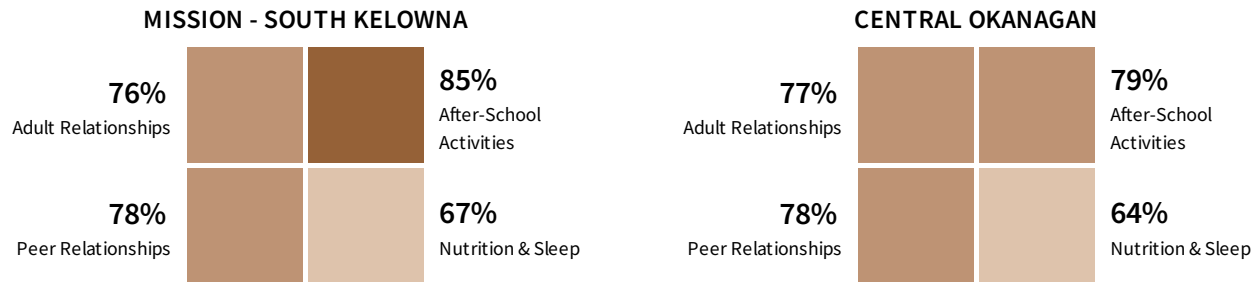 MISSION - SOUTH KELOWNA
76%
Adult Relationships
85%
After-School
Activities
78%
Peer Relationships
67%
Nutrition & Sleep
CENTRAL OKANAGAN
77%
Adult Relationships
79%
After-School
Activities
78%
Peer Relationships
64%
Nutrition & Sleep